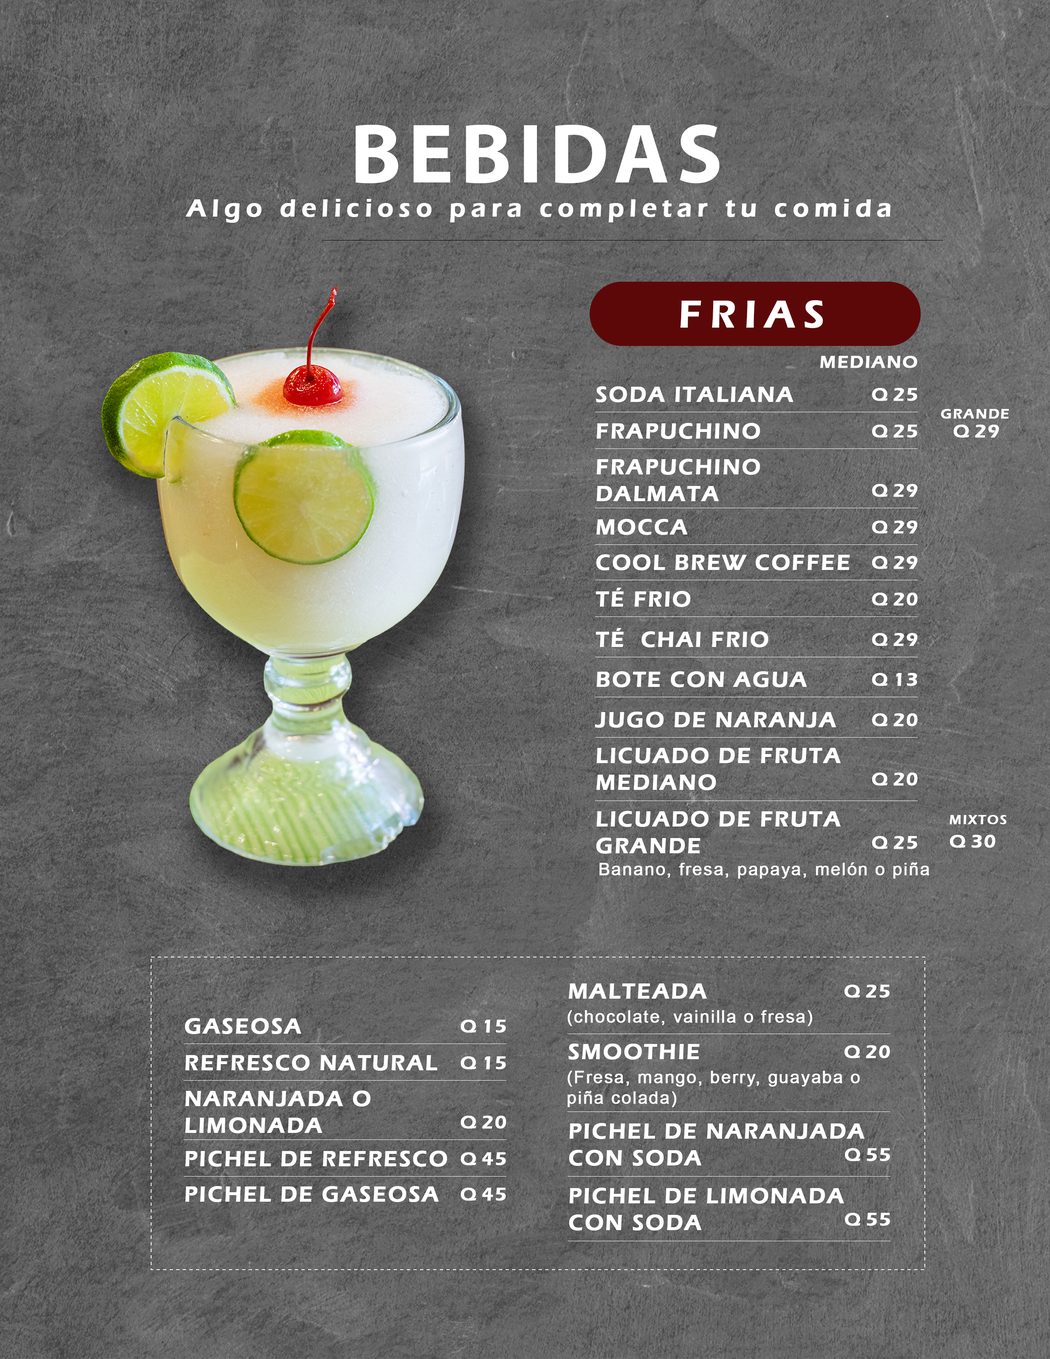 BEBIDAS
Algo delicioso para completar tu comida
FRIAS
MEDIANO
SODA ITALIANA Q 25
GRANDE
FRAPUCHINO Q 25 Q 29
FRAPUCHINO
DALMATA Q 29
MOCCA Q 29
COOL BREW COFFEE Q 29
TÉ FRIO Q 20
TÉ CHAI FRIO Q 29
BOTE CON AGUA Q 13
JUGO DE NARANJA Q 20
LICUADO DE FRUTA
MEDIANO Q 20
LICUADO DE FRUTA MIXTOS
GRANDE Q 25 Q 30
Banano, fresa, papaya, melón o piña
GASEOSA Q 15
REFRESCO NATURAL Q 15
NARANJADA O
LIMONADA Q 20
PICHEL DE REFRESCO Q 45
PICHEL DE GASEOSA Q 45
MALTEADA Q 25
(chocolate, vainilla o fresa)
SMOOTHIE Q 20
(Fresa, mango, berry, guayaba o
piña colada)
PICHEL DE NARANJADA
CON SODA Q 55
PICHEL DE LIMONADA
CON SODA Q 55